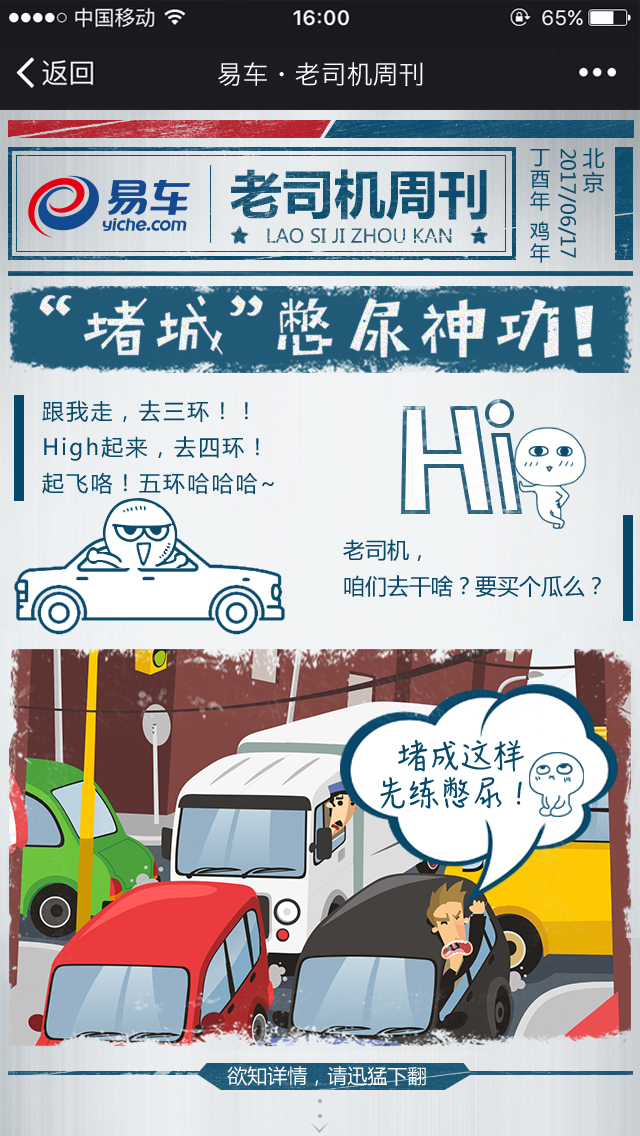 中国移动
16:00
65%
返回
易车·老司机周刊
易车
yiche.com
老司机周刊
LAO SI JI ZHOU KAN
北京
2017/06/17
丁酉年 鸡年
“堵城”憋尿神功!
跟我走，去三环！！
High起来，去四环！
起飞咯！五环哈哈哈~
Hi
老司机，
咱们去干啥？要买个瓜么？
堵成这样
先练憋尿！
欲知详情，请迅猛下翻